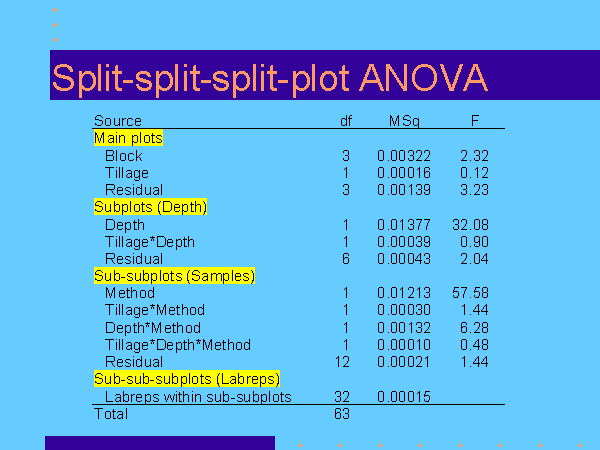 Split-split-split-plot ANOVA
Source df MSq F
Main plots
Block 3 0.00322 2.32
Tillage 1 0.00016 0.12
Residual 3 0.00139 3.23
Subplots (Depth)
Depth 1 0.01377 32.08
Tillage*Depth 1 0.00039 0.90
Residual 6 0.00043 2.04
Sub-subplots (Samples)
Method 1 0.01213 57.58
Tillage*Method 1 0.00030 1.44
Depth*Method 1 0.00132 6.28
Tillage*Depth*Method 1 0.00010 0.48
Residual 12 0.00021 1.44
Sub-sub-subplots (Labreps)
Labreps within sub-subplots 32 0.00015
Total 63